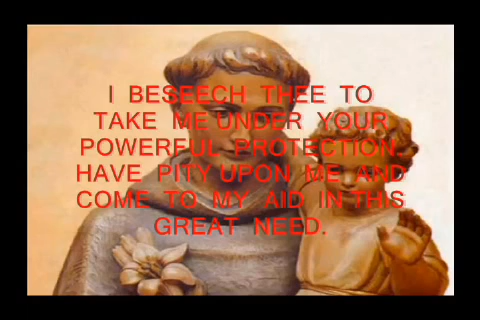 I BESEECH THEE TO
TAKE ME UNDER YOUR
POWERFUL PROTECTION
HAVE PITY UPON ME AND
COME TO MY AID IN THIS
GREAT NEED.